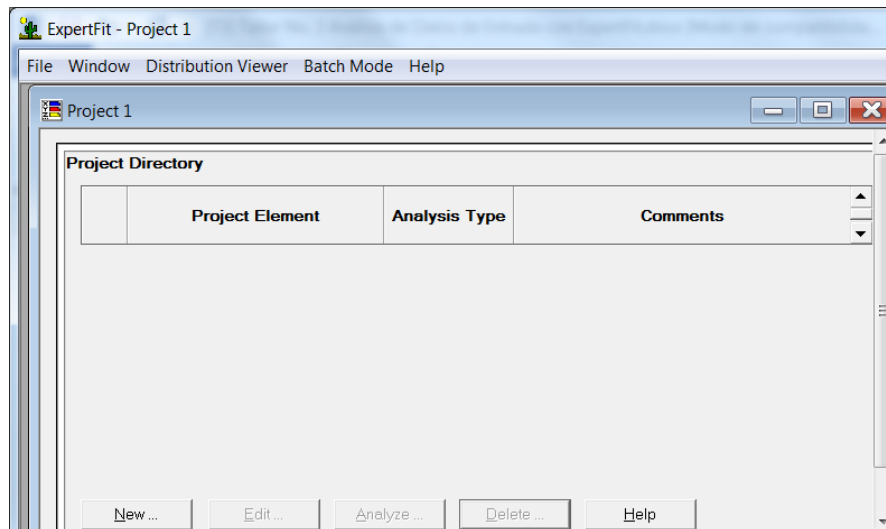 ExpertFit - Project 1
File Window Distribution Viewer Batch Mode Help
Project 1
Project Directory
Project Element Analysis Type Comments
New ... Edit ... Analyze ... Delete ... Help